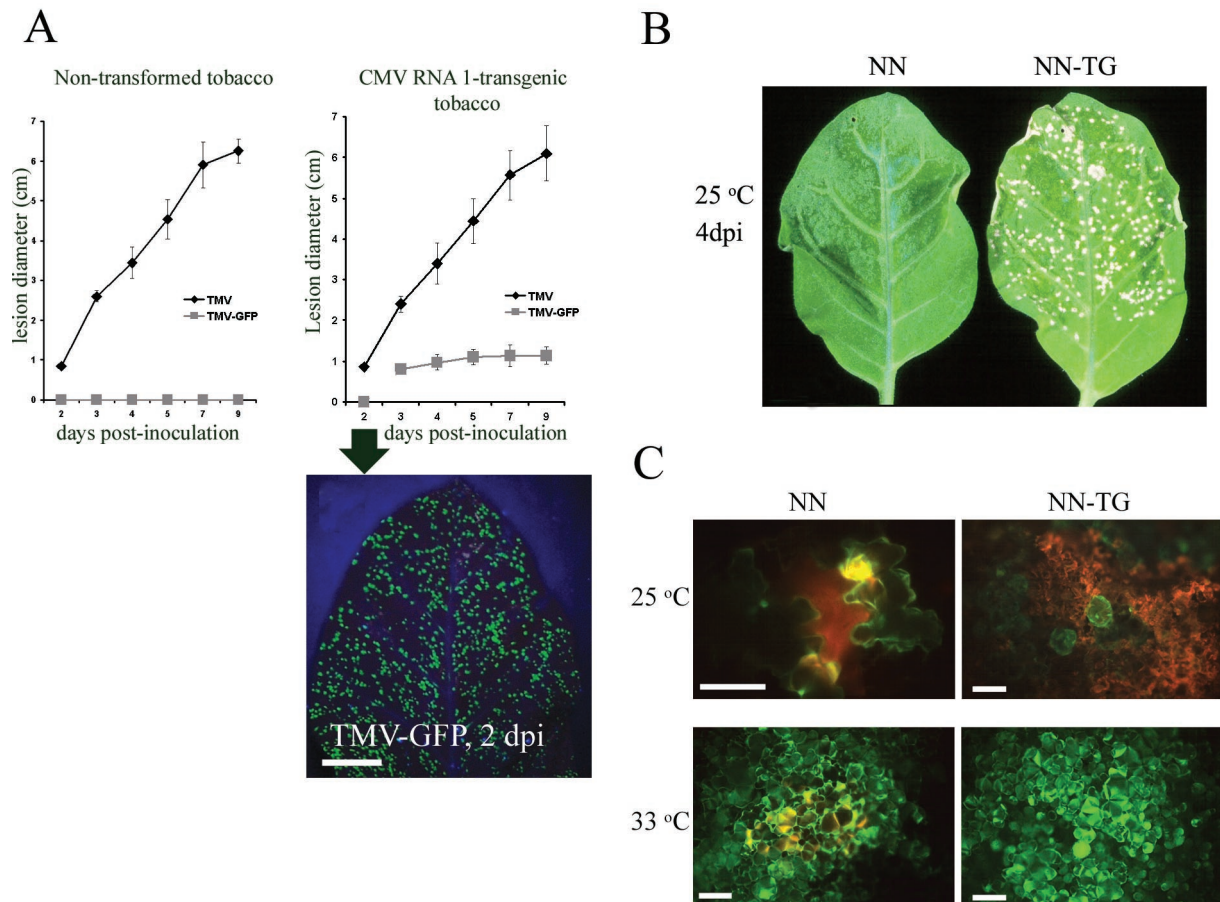 A
Non-transformed tobacco
lesion diameter (cm)
7
6
5
4
3
2
1
0
TMV
TMV-GFP
2 3 4 5 7 9
days post-inoculation
CMV RNA 1-transgenic
tobacco
Lesion diameter (cm)
7
6
5
4
3
2
1
0
TMV
TMV-GFP
2 3 4 5 7 9
days post-inoculation
TMV-GFP, 2 dpi
B
NN NN-TG
25 °C
4dpi
C
NN NN-TG
25 °C
33 °C